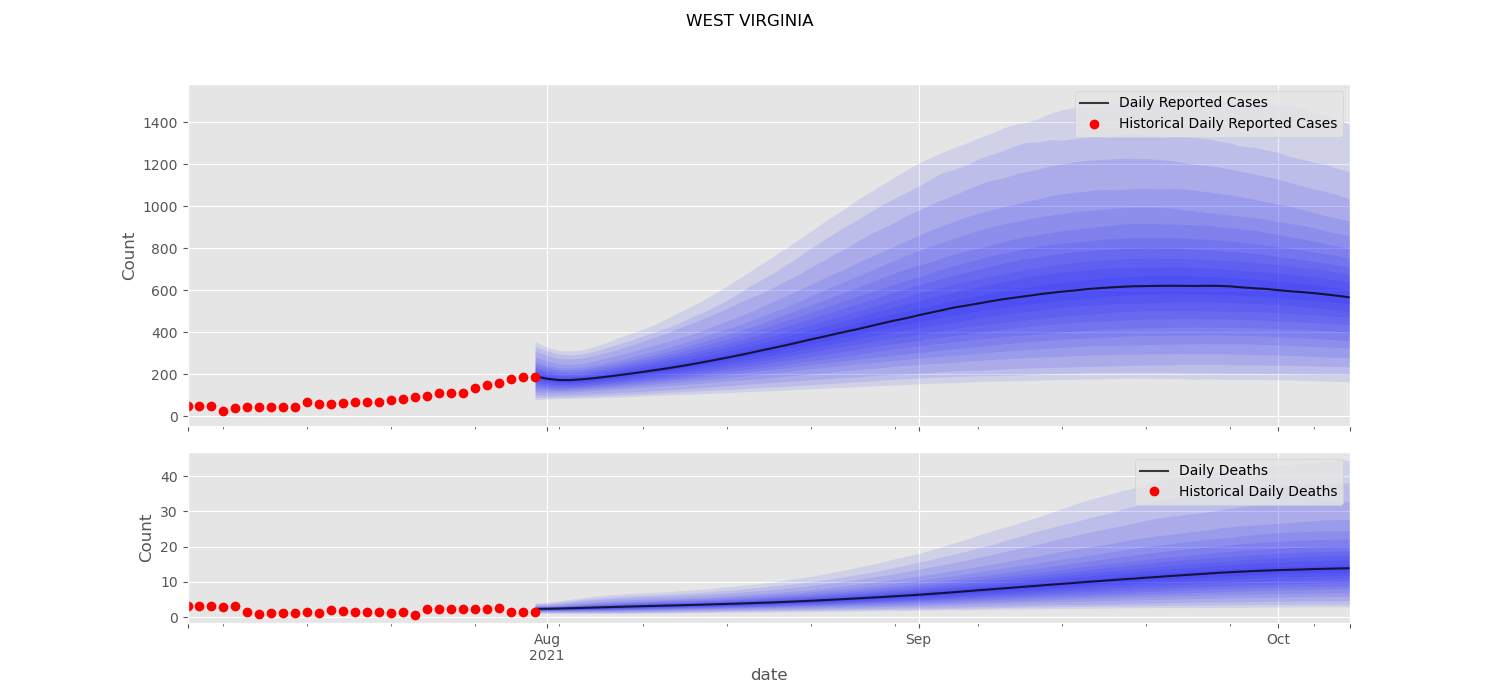 WEST VIRGINIA
Daily Reported Cases
Historical Daily Reported Cases
1400
1200
1000
800
600
400
200
0
Count
Daily Deaths
Historical Daily Deaths
40
30
20
10
0
Count
Aug
2021
Sep
Oct
date